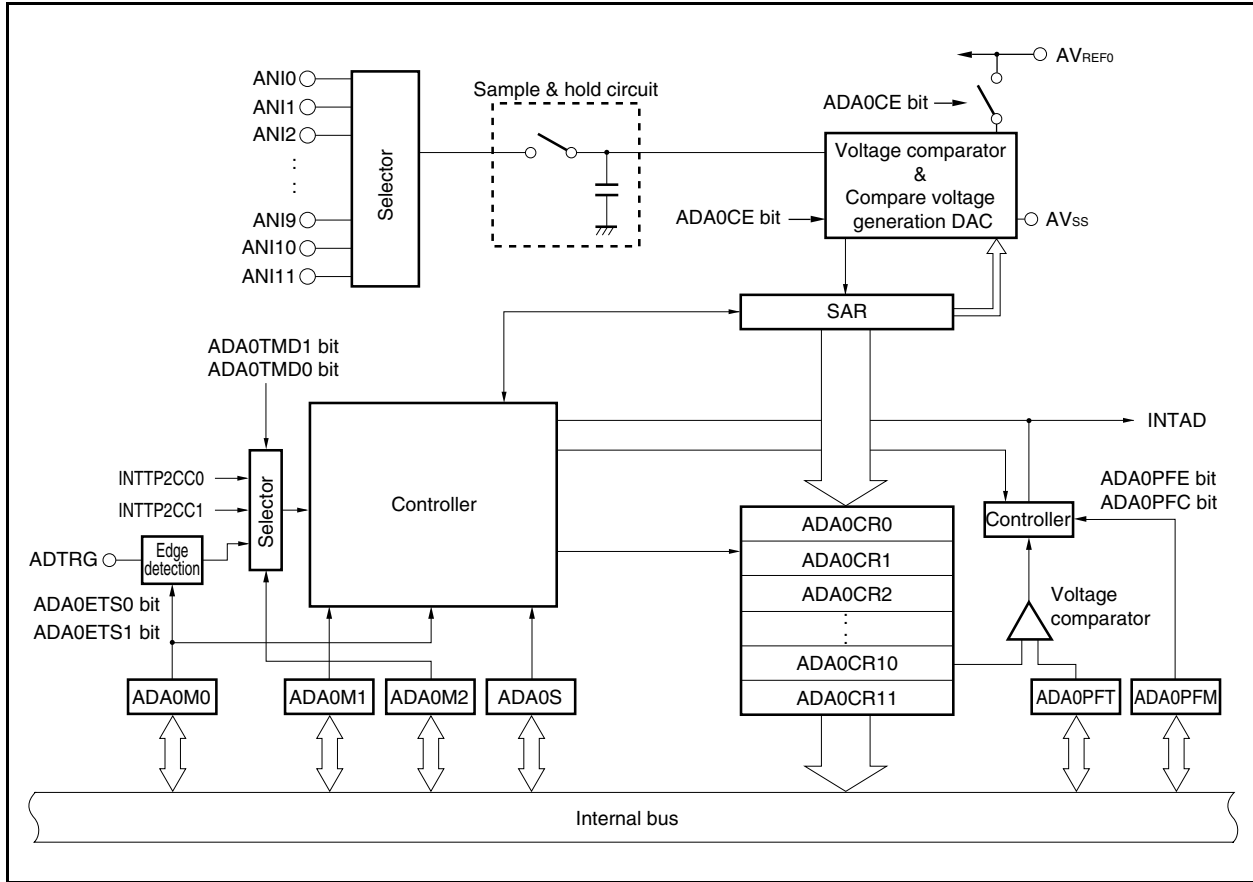 AVREF0
ANI0
ANI1
ANI2
ANI9
ANI10
ANI11
Selector
Sample & hold circuit
ADA0CE bit
Voltage comparator
&
Compare voltage
generation DAC
ADA0CE bit
AVSS
SAR
ADA0TMD1 bit
ADA0TMD0 bit
INTTP2CC0
INTTP2CC1
ADTRG
Edge
detection
Selector
ADA0ETS0 bit
ADA0ETS1 bit
Controller
INTAD
ADA0PFE bit
ADA0PFC bit
Controller
Voltage
comparator
ADA0CR0
ADA0CR1
ADA0CR2
ADA0CR10
ADA0CR11
ADA0M0
ADA0M1
ADA0M2
ADA0S
ADA0PFT
ADA0PFM
Internal bus